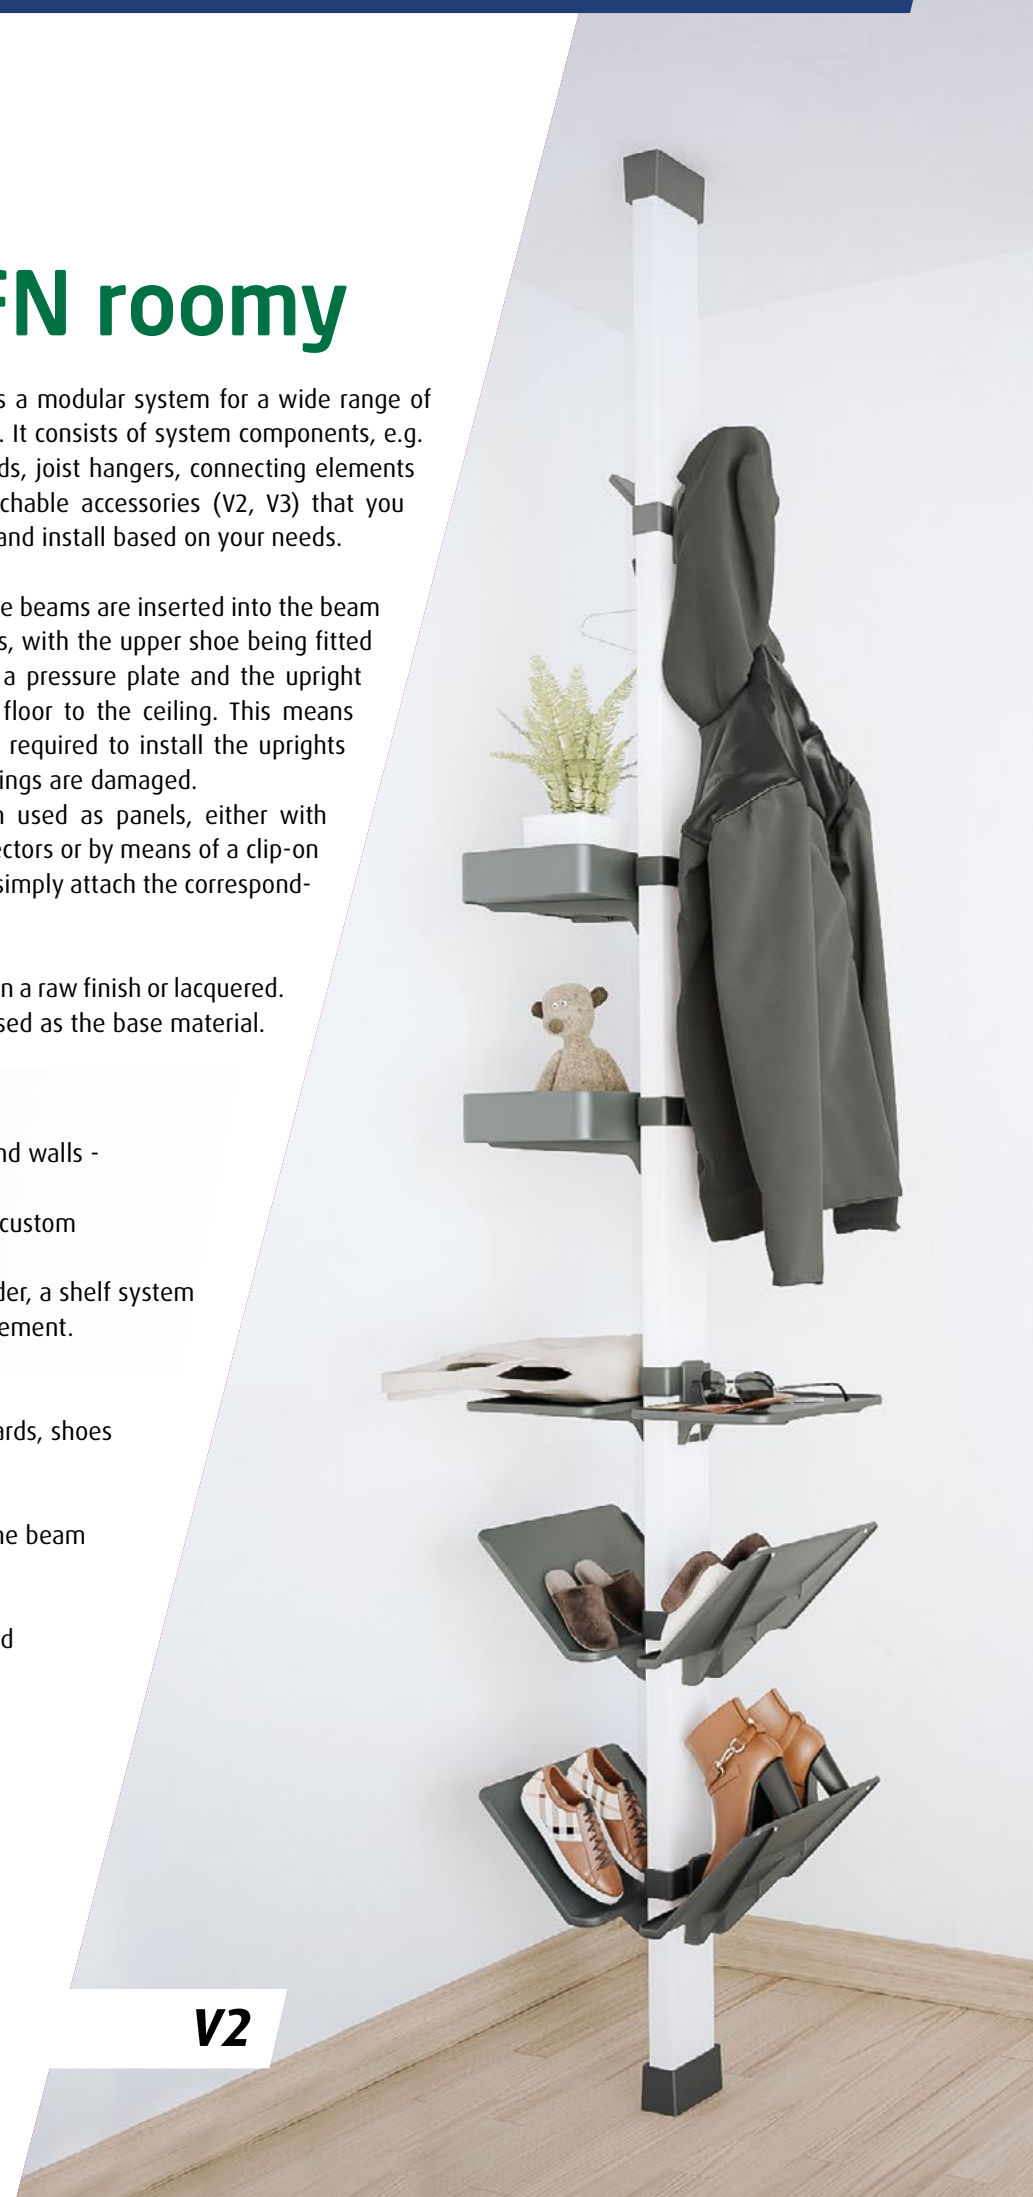 FN roomy
s a modular system for a wide range of
. It consists of system components, e.g.
ds, joist hangers, connecting elements
chable accessories (V2, V3) that you
and install based on your needs.
e beams are inserted into the beam
s, with the upper shoe being fitted
a pressure plate and the upright
floor to the ceiling. This means
required to install the uprights
ings are damaged.
n used as panels, either with
ectors or by means of a clip-on
simply attach the correspond-
n a raw finish or lacquered.
sed as the base material.
nd walls -
custom
der, a shelf system
ement.
ards, shoes
he beam
d
V2